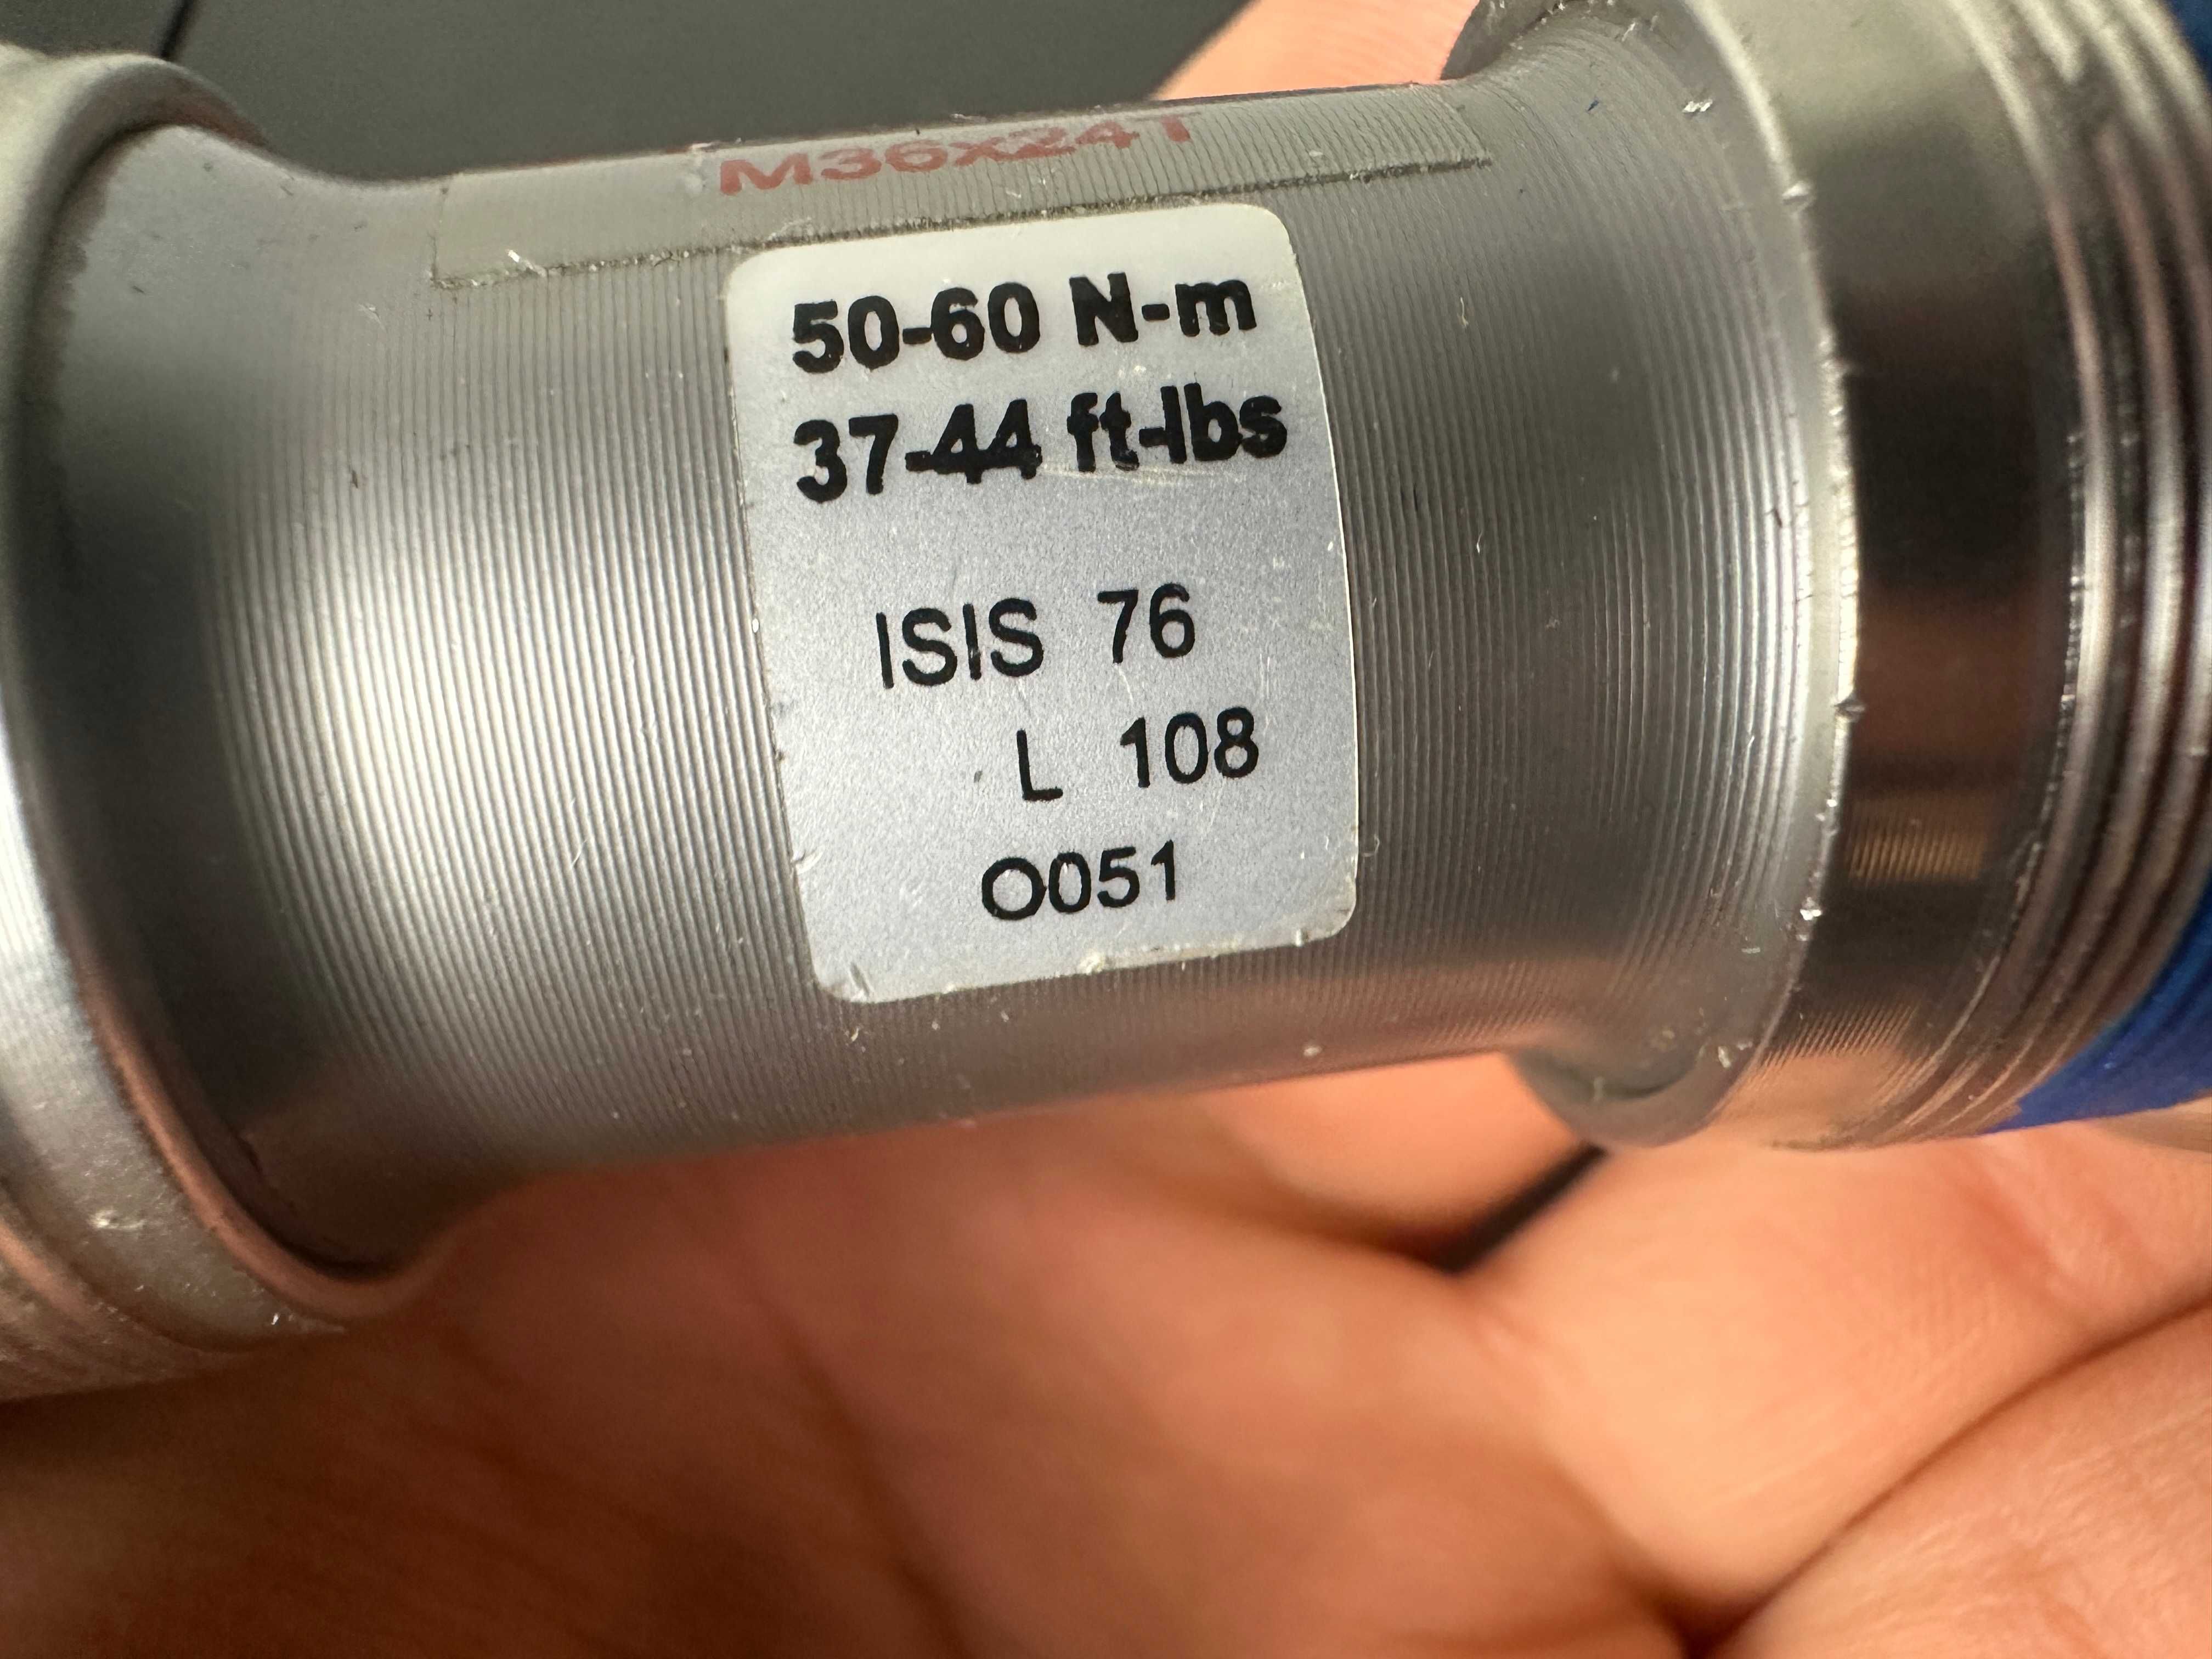 M36x24T
50-60 N-m
37-44 ft-lbs
ISIS 76
L 108
O051